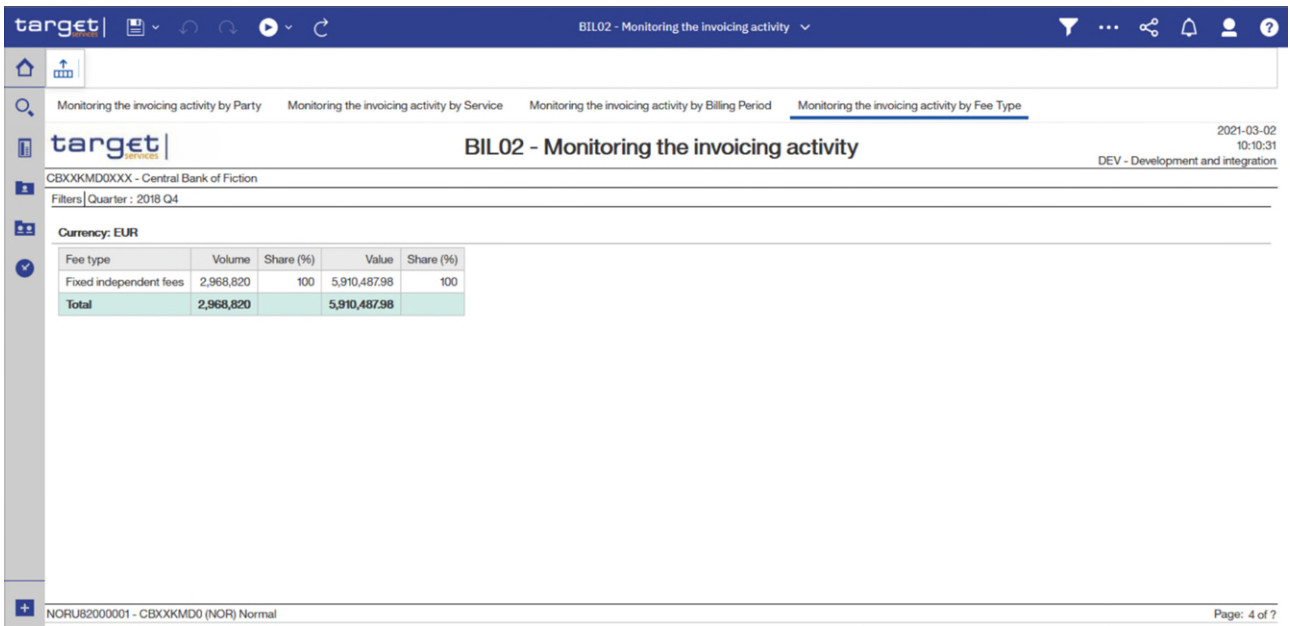 target| services BIL02 - Monitoring the invoicing activity ?
Monitoring the invoicing activity by Party Monitoring the invoicing activity by Service Monitoring the invoicing activity by Billing Period Monitoring the invoicing activity by Fee Type
target| services BIL02 - Monitoring the invoicing activity
2021-03-02
10:10:31
DEV - Development and integration
CBXXKMD0XXX - Central Bank of Fiction
Filters| Quarter : 2018 Q4
Currency: EUR
Fee type Volume Share (%) Value Share (%)
Fixed independent fees 2,968,820 100 5,910,487.98 100
Total 2,968,820 5,910,487.98
NORU82000001 - CBXXKMD0 (NOR) Normal Page: 4 of ?